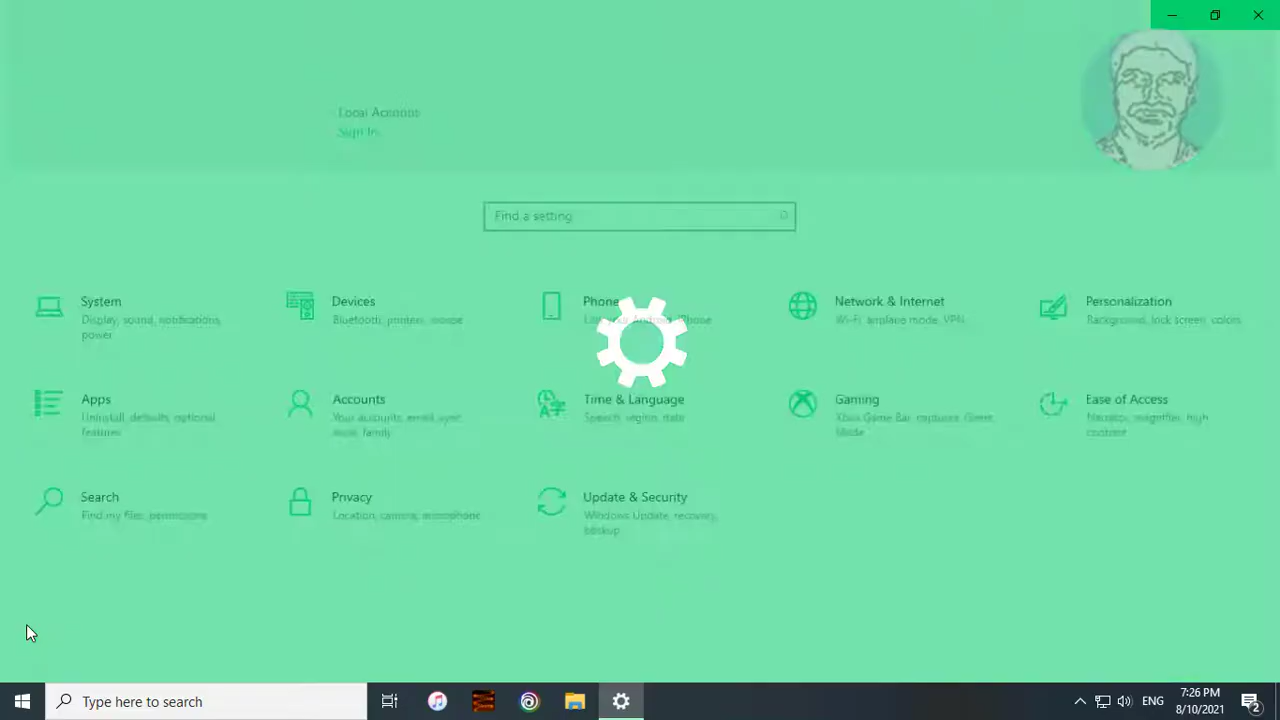 Local Account
Sign In
Find a setting
System
Display, sound, notifications,
power
Devices
Bluetooth, printers, mouse
Phone
Link your Android, iPhone
Network & Internet
Wi-Fi, airplane mode, VPN
Personalization
Background, lock screen, colors
Apps
Uninstall, defaults, optional
features
Accounts
Your accounts, email, sync,
work, family
Time & Language
Speech, region, date
Gaming
Xbox Game Bar, captures, Game
Mode
Ease of Access
Narrator, magnifier, high
contrast
Search
Find my files, permissions
Privacy
Location, camera, microphone
Update & Security
Windows Update, recovery,
backup
Type here to search
ENG
7:26 PM
8/10/2021
2